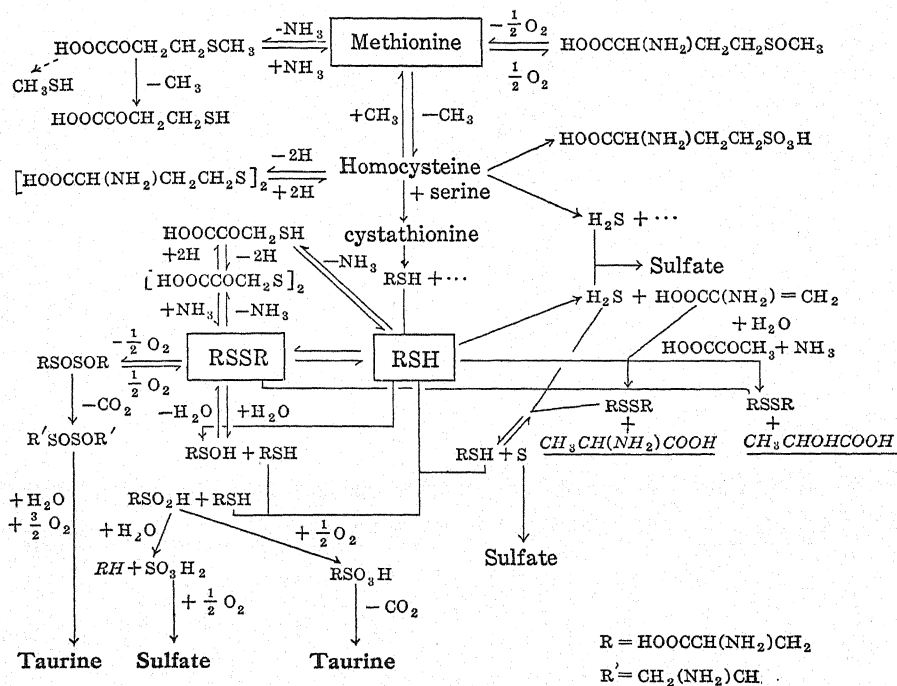 HOOCCOCH₂CH₂SCH₃
-NH₃
+NH₃
Methionine
-½O₂
½O₂
HOOCCH(NH₂)CH₂CH₂SOCH₃
CH₃SH
-CH₃
HOOCCOCH₂CH₂SH
+CH₃
-CH₃
HOOCCH(NH₂)CH₂CH₂SO₃H
[HOOCCH(NH₂)CH₂CH₂S]₂
-2H
+2H
Homocysteine
+ serine
H₂S + ···
HOOCCOCH₂SH
cystathionine
+2H
-2H
-NH₃
RSH + ···
Sulfate
[HOOCCOCH₂S]₂
H₂S + HOOCC(NH₂)=CH₂
+NH₃
-NH₃
+ H₂O
HOOCCOCH₃+ NH₃
RSOSOR
-½O₂
½O₂
RSSR
RSH
-CO₂
-H₂O
+H₂O
RSSR
+
CH₃CH(NH₂)COOH
RSSR
+
CH₃CHOHCOOH
R'SOSOR'
RSOH + RSH
RSH + S
+ H₂O
+ 3/2 O₂
RSO₂H + RSH
+ H₂O
+ ½O₂
Sulfate
RH + SO₃H₂
RSO₃H
+ ½ O₂
- CO₂
Taurine
Sulfate
Taurine
R = HOOCCH(NH₂)CH₂
R' = CH₂(NH₂)CH